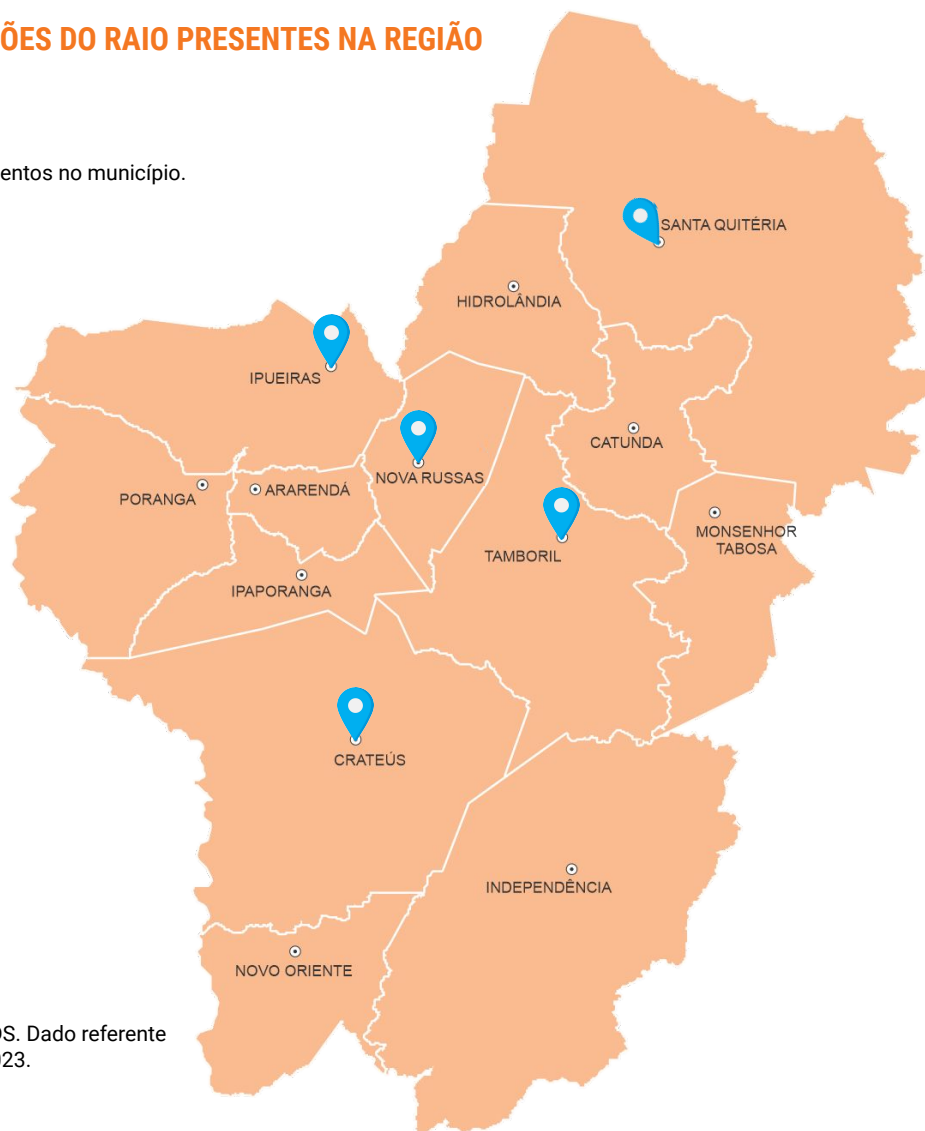 ÕES DO RAIO PRESENTES NA REGIÃO
entos no município.
SANTA QUITÉRIA
HIDROLÂNDIA
IPUEIRAS
CATUNDA
NOVA RUSSAS
PORANGA
ARARENDÁ
MONSENHOR
TABOSA
TAMBORIL
IPAPORANGA
CRATEÚS
INDEPENDÊNCIA
NOVO ORIENTE
S. Dado referente
023.